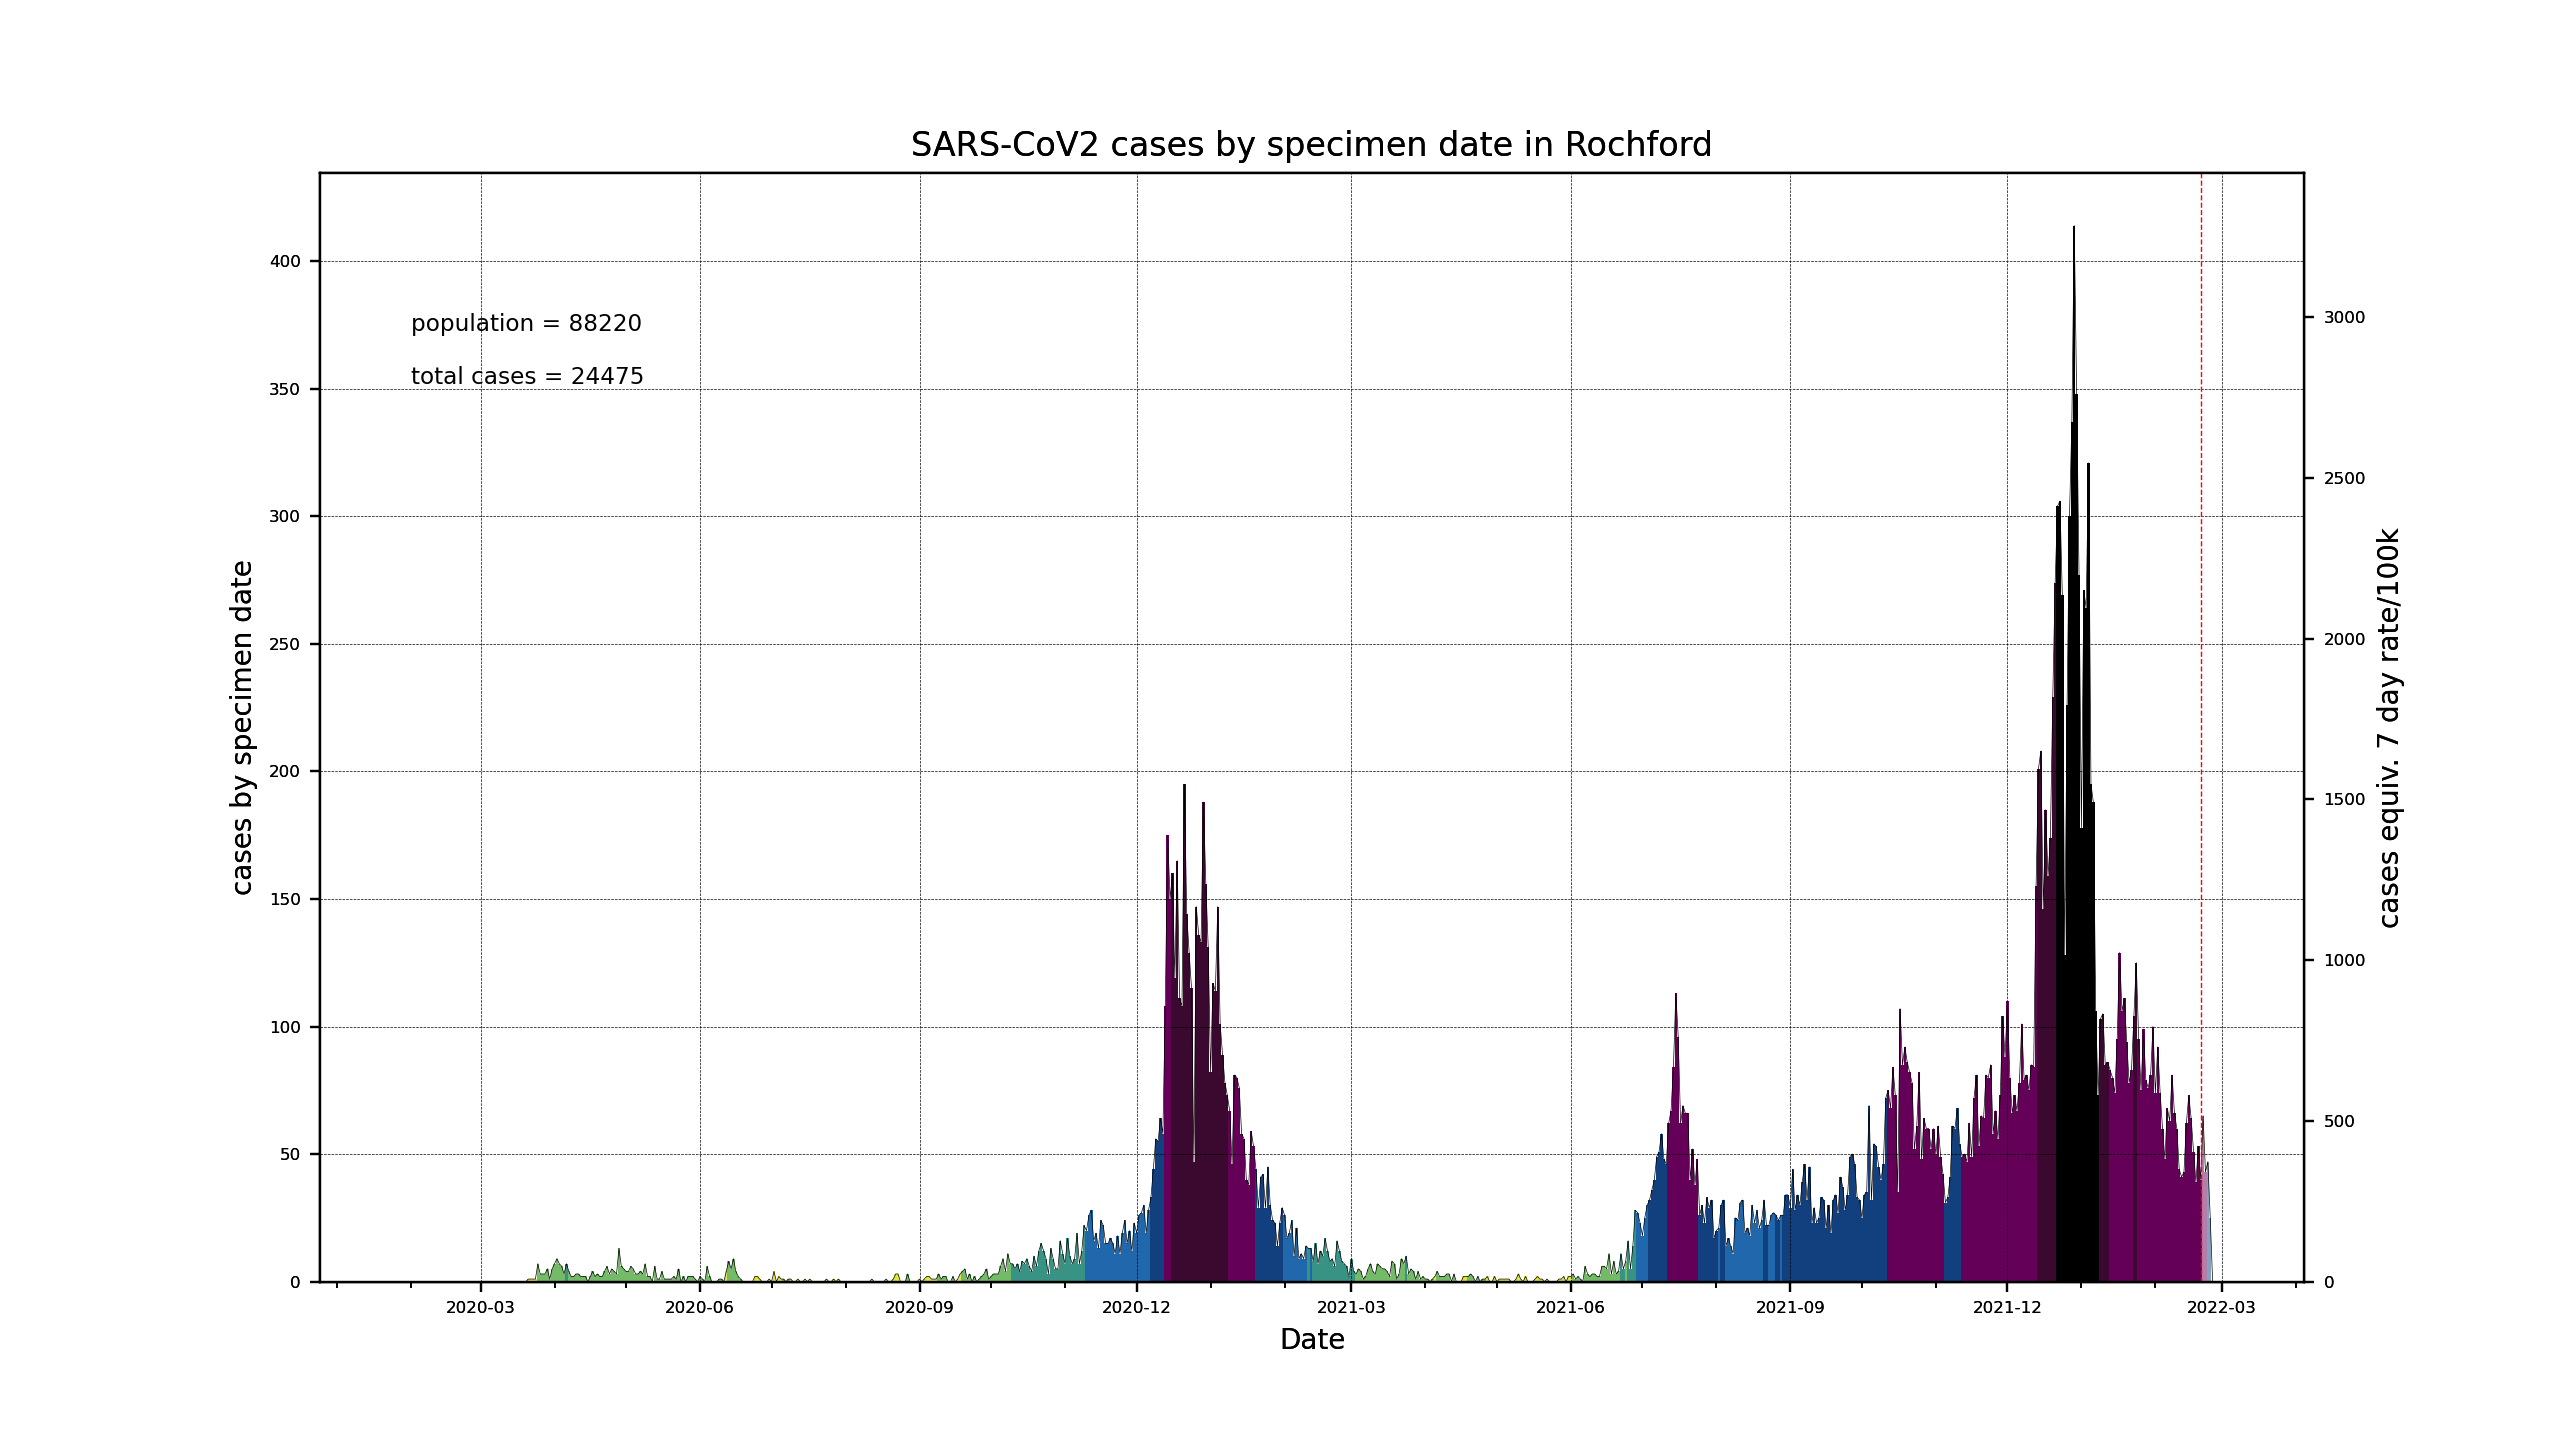 SARS-CoV2 cases by specimen date in Rochford
population = 88220
total cases = 24475
cases by specimen date
400
350
300
250
200
150
100
50
0
3000
2500
2000
1500
1000
500
0
cases equiv. 7 day rate/100k
2020-03 2020-06 2020-09 2020-12 2021-03 2021-06 2021-09 2021-12 2022-03
Date